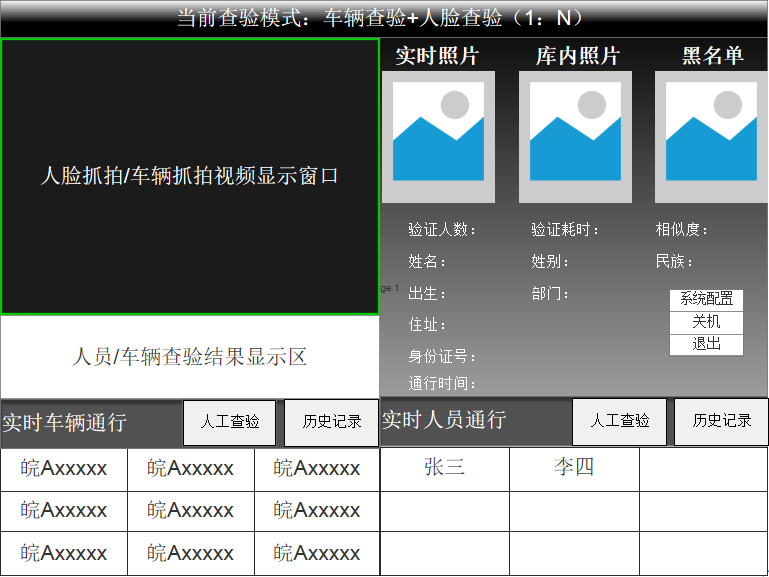 当前查验模式：车辆查验+人脸查验（1：N）
实时照片 库内照片 黑名单
人脸抓拍/车辆抓拍视频显示窗口
验证人数： 验证耗时： 相似度：
姓名： 姓别： 民族：
ge 1 出生： 部门：
系统配置
住址：
关机
退出
身份证号：
通行时间：
人员/车辆查验结果显示区
实时车辆通行 人工查验 历史记录
实时人员通行 人工查验 历史记录
皖Axxxxx 皖Axxxxx 皖Axxxxx
张三 李四
皖Axxxxx 皖Axxxxx 皖Axxxxx
皖Axxxxx 皖Axxxxx 皖Axxxxx